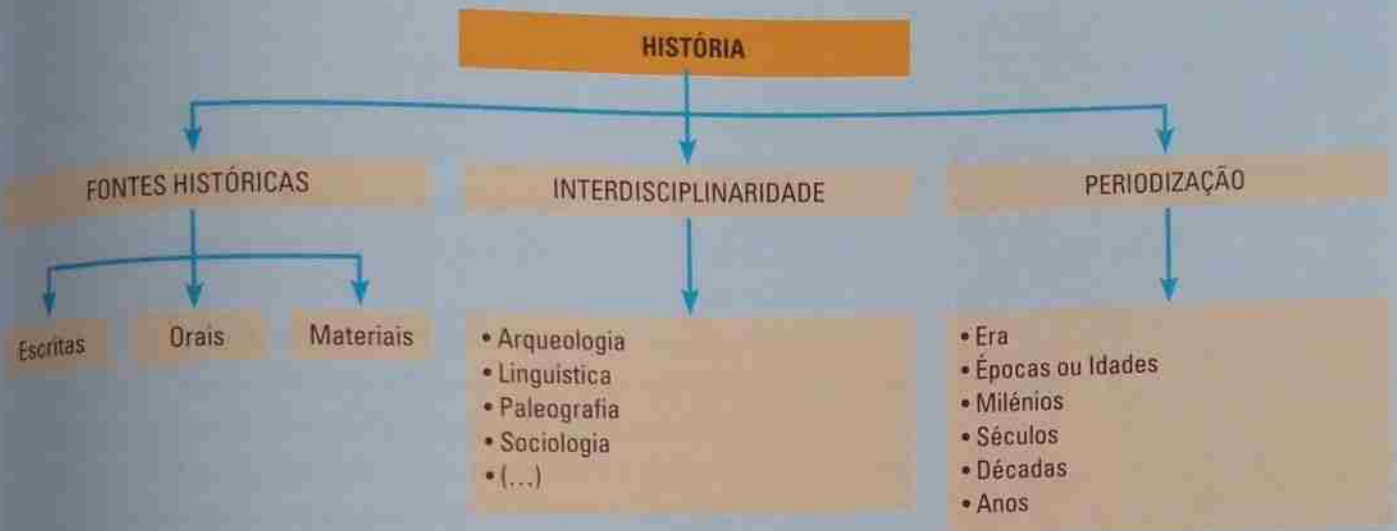 HISTÓRIA
FONTES HISTÓRICAS
INTERDISCIPLINARIDADE
PERIODIZAÇÃO
Escritas
Orais
Materiais
• Arqueologia
• Linguística
• Paleografia
• Sociologia
• (...)
• Era
• Épocas ou Idades
• Milénios
• Séculos
• Décadas
• Anos